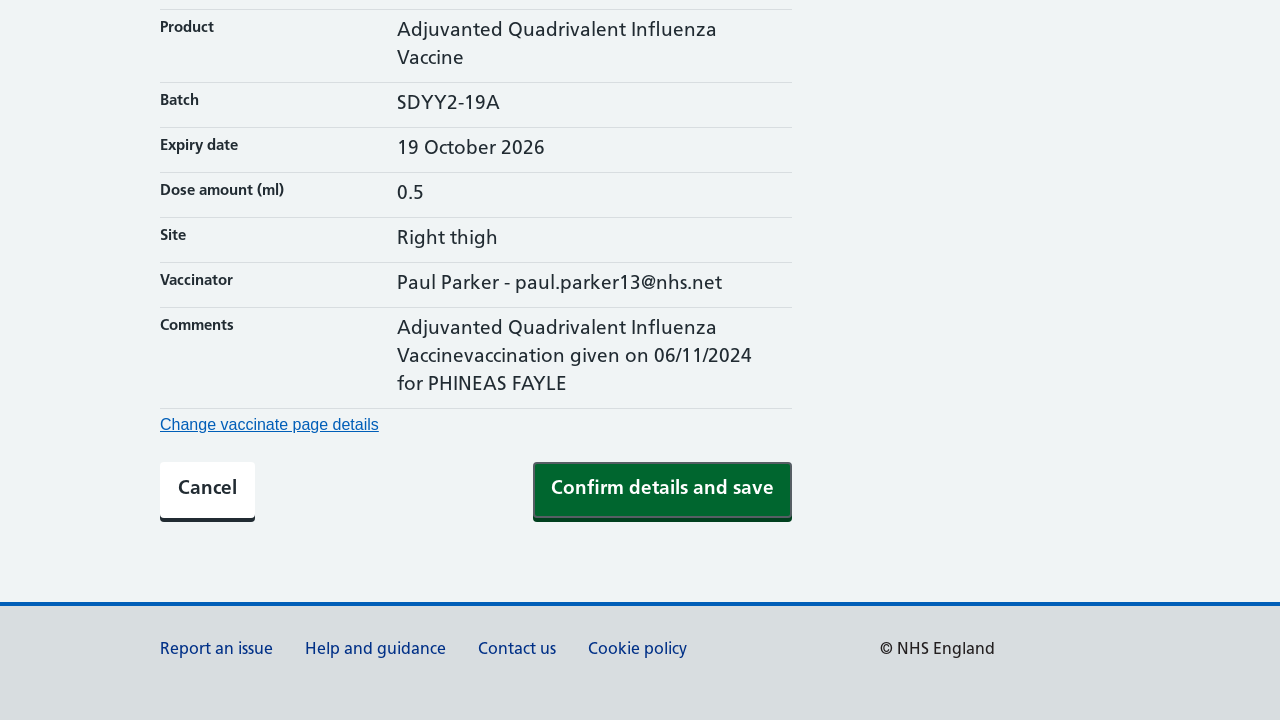 Product
Adjuvanted Quadrivalent Influenza
Vaccine
Batch
SDYY2-19A
Expiry date
19 October 2026
Dose amount (ml)
0.5
Site
Right thigh
Vaccinator
Paul Parker - paul.parker13@nhs.net
Comments
Adjuvanted Quadrivalent Influenza
Vaccinevaccination given on 06/11/2024
for PHINEAS FAYLE
Change vaccinate page details
Cancel
Confirm details and save
Report an issue
Help and guidance
Contact us
Cookie policy
© NHS England